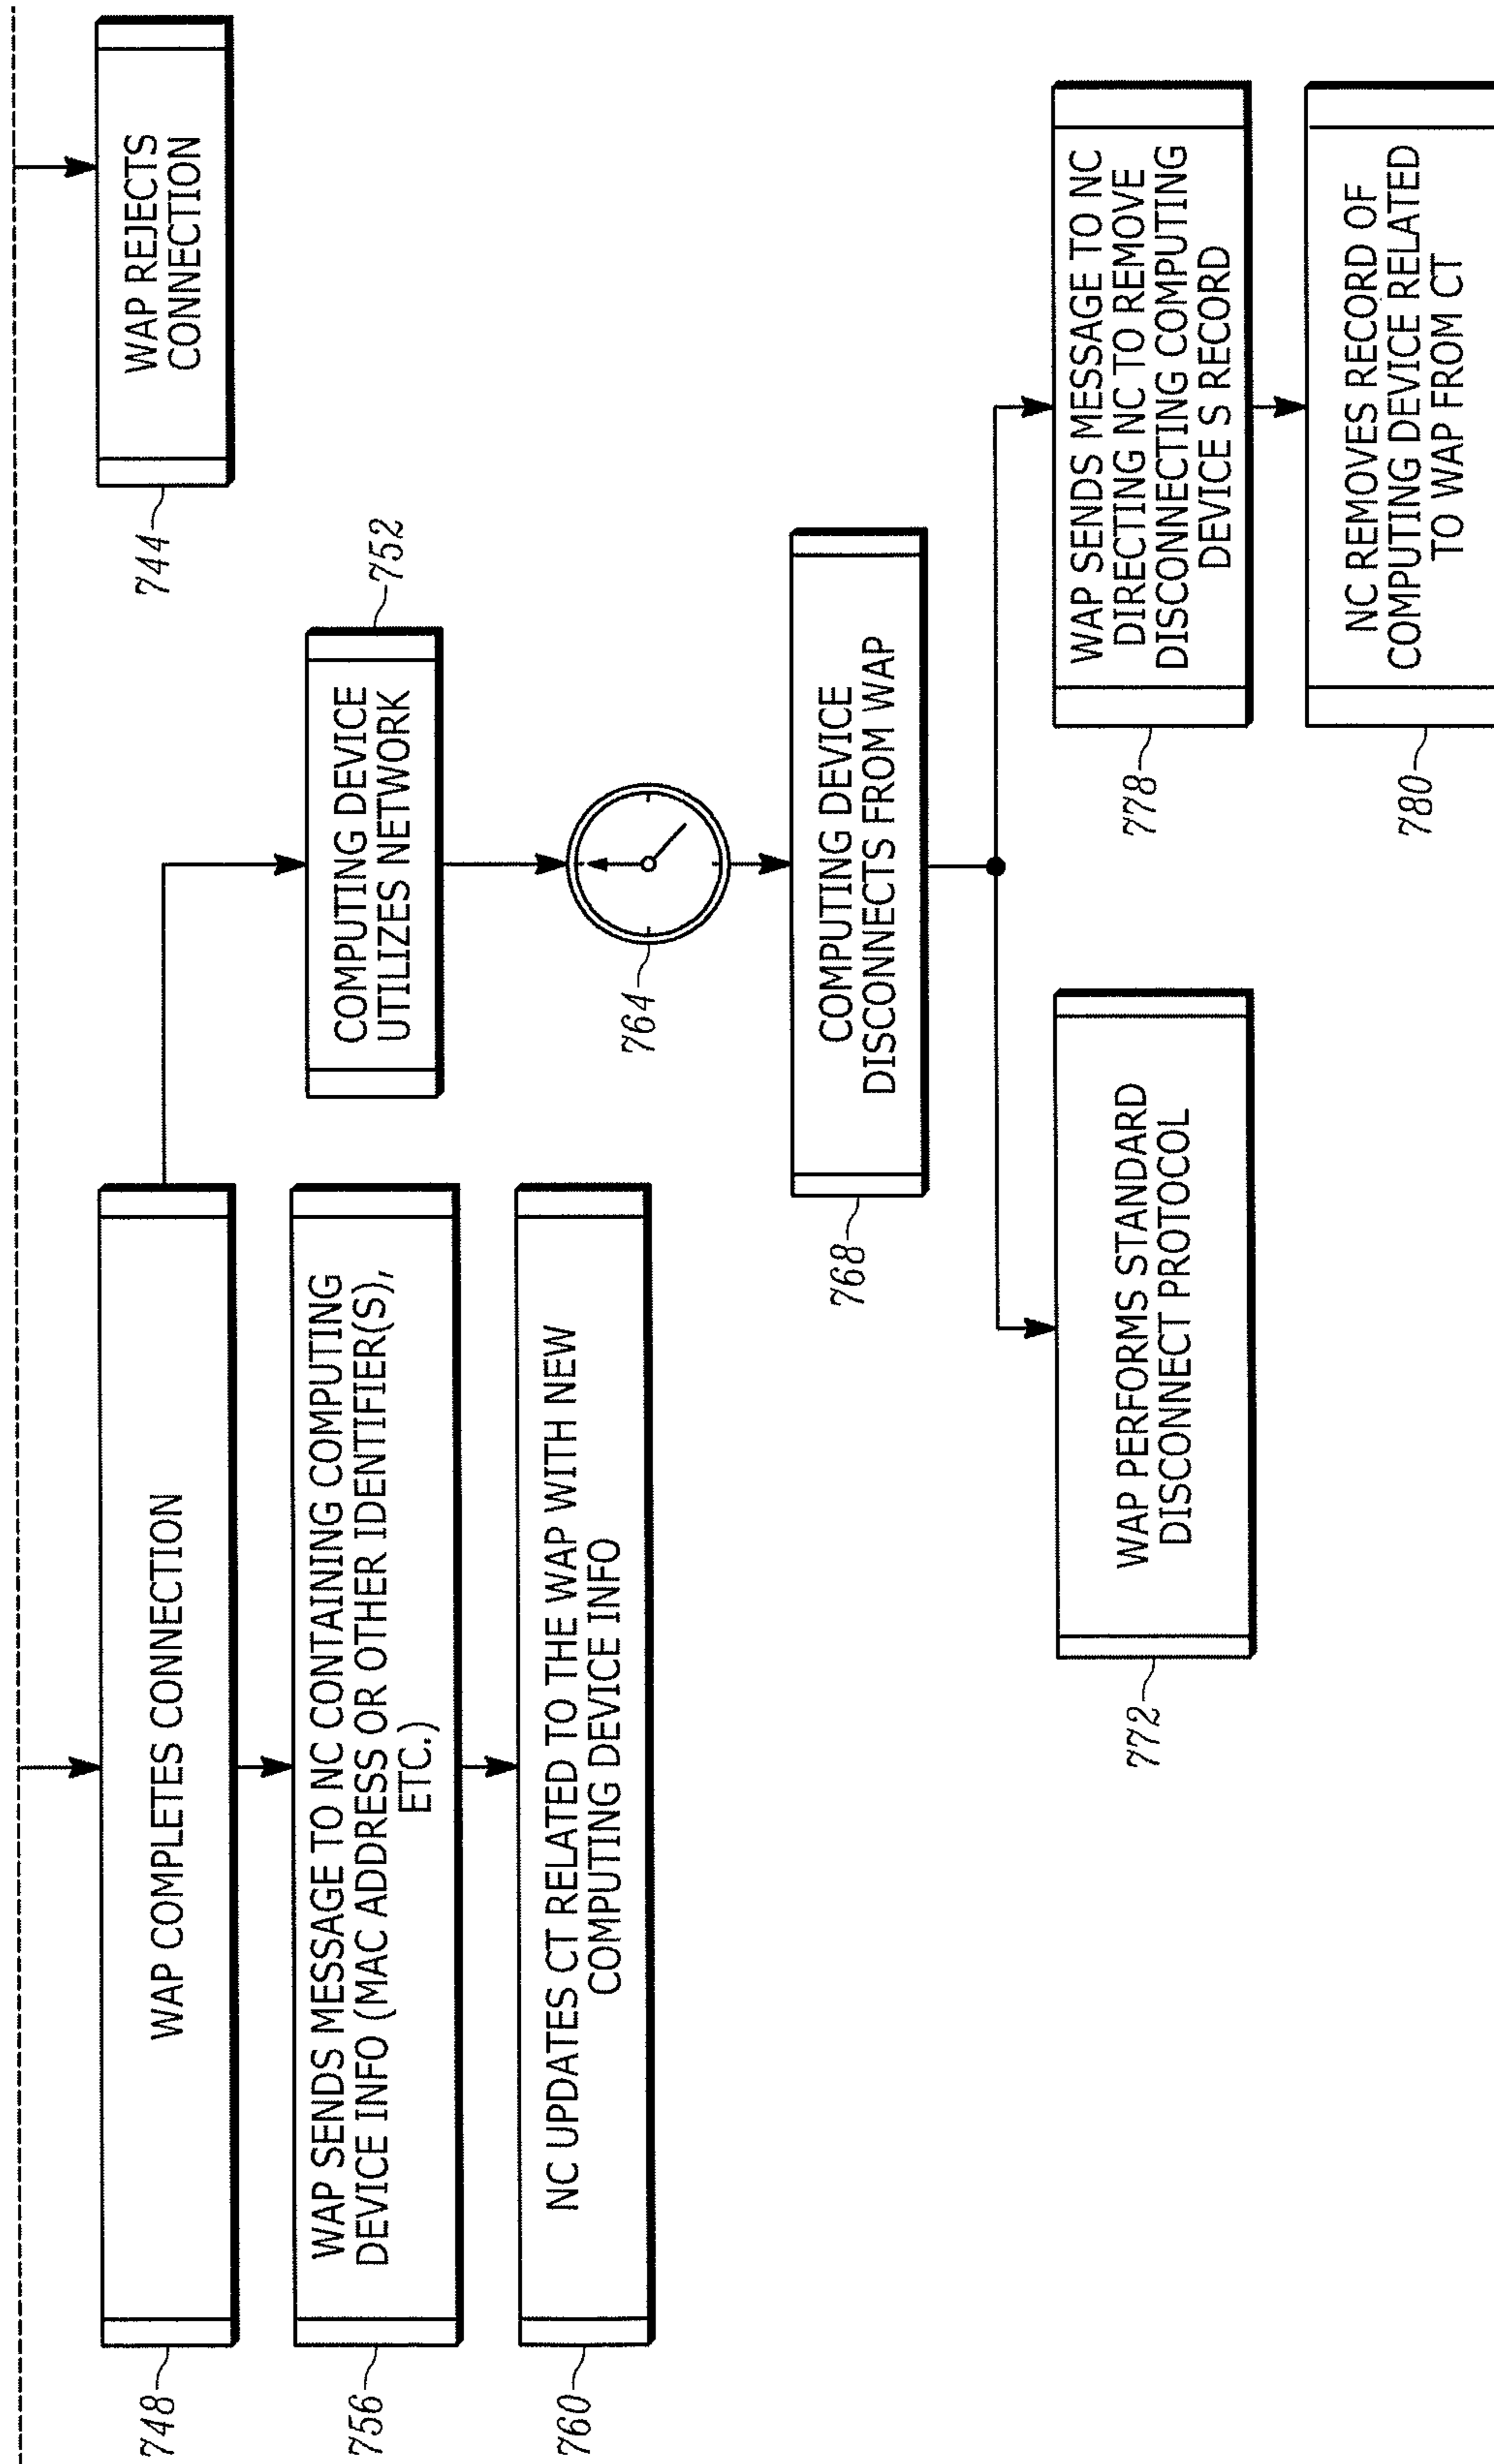 WAP COMPLETES CONNECTION
748
WAP REJECTS
CONNECTION
744
WAP SENDS MESSAGE TO NC CONTAINING COMPUTING
DEVICE INFO (MAC ADDRESS OR OTHER IDENTIFIER(S),
ETC.)
756
COMPUTING DEVICE
UTILIZES NETWORK
752
NC UPDATES CT RELATED TO THE WAP WITH NEW
COMPUTING DEVICE INFO
760
764
COMPUTING DEVICE
DISCONNECTS FROM WAP
768
WAP PERFORMS STANDARD
DISCONNECT PROTOCOL
772
WAP SENDS MESSAGE TO NC
DIRECTING NC TO REMOVE
DISCONNECTING COMPUTING
DEVICE S RECORD
778
NC REMOVES RECORD OF
COMPUTING DEVICE RELATED
TO WAP FROM CT
780